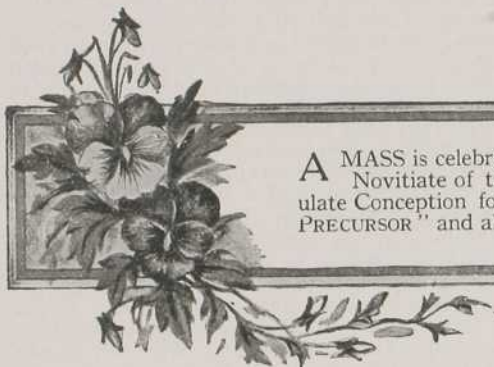 A MASS is celebr
Novitiate of t
ulate Conception fo
PRECURSOR" and a